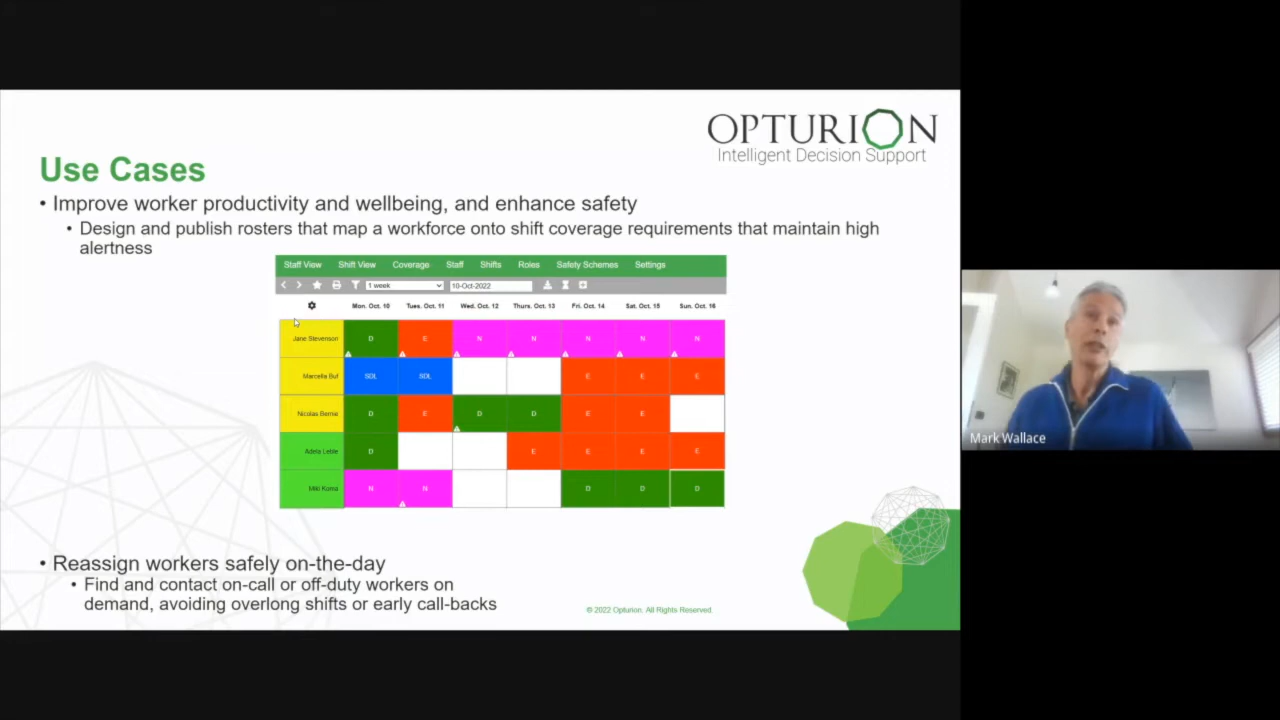 OPTURION
Intelligent Decision Support
Use Cases
• Improve worker productivity and wellbeing, and enhance safety
• Design and publish rosters that map a workforce onto shift coverage requirements that maintain high
alertness
Staff View Shift View Coverage Staff Shifts Roles Safety Schemes Settings
1 week 10-Oct-2022
Mon. Oct. 10 Tues. Oct. 11 Wed. Oct. 12 Thurs. Oct. 13 Fri. Oct. 14 Sat. Oct. 15 Sun. Oct. 16
Jane Stevenson D E N N N N N
Marcella But SDL SDL E E E
Nicolas Bernie D E D D E E
Adela Leble D E E E E
Miki Roma N N D D D
• Reassign workers safely on-the-day
• Find and contact on-call or off-duty workers on
demand, avoiding overlong shifts or early call-backs
© 2022 Opturion. All Rights Reserved.
Mark Wallace